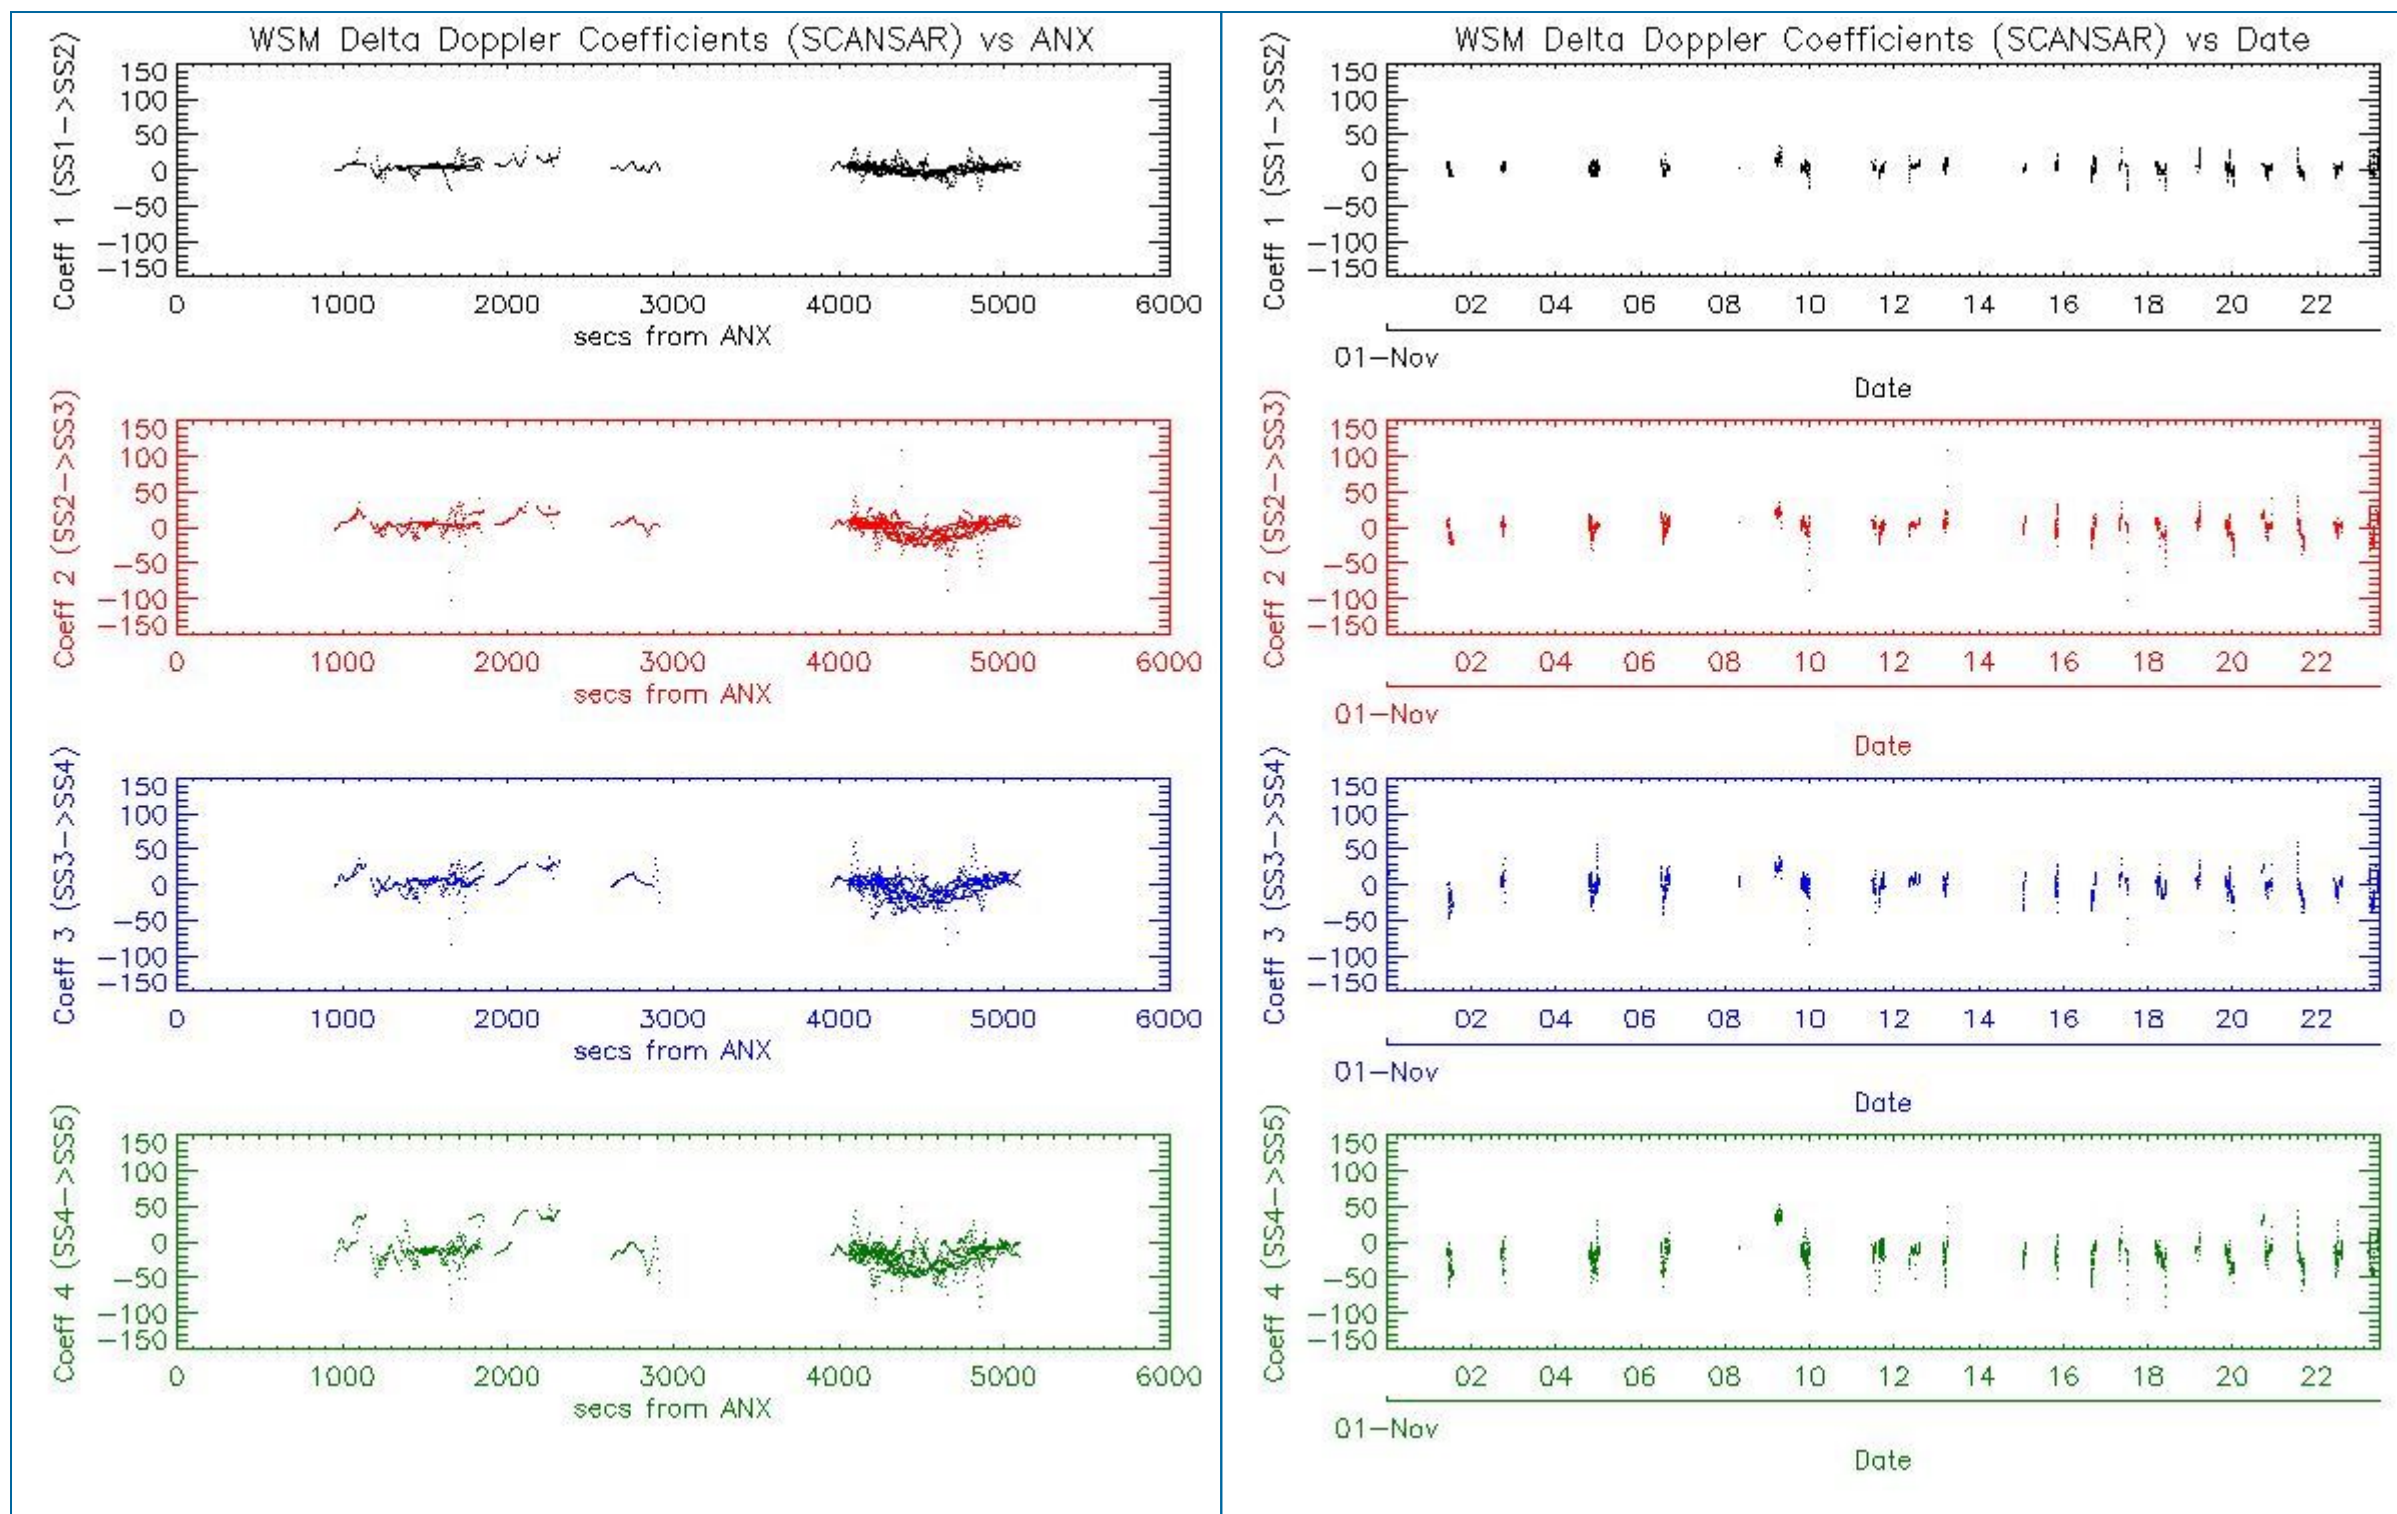 WSM Delta Doppler Coefficients (SCANSAR) vs ANX
Coeff 1 (SS1->SS2)
150
100
50
0
-50
-100
-150
0 1000 2000 3000 4000 5000 6000
secs from ANX
Coeff 2 (SS2->SS3)
150
100
50
0
-50
-100
-150
0 1000 2000 3000 4000 5000 6000
secs from ANX
Coeff 3 (SS3->SS4)
150
100
50
0
-50
-100
-150
0 1000 2000 3000 4000 5000 6000
secs from ANX
Coeff 4 (SS4->SS5)
150
100
50
0
-50
-100
-150
0 1000 2000 3000 4000 5000 6000
secs from ANX
WSM Delta Doppler Coefficients (SCANSAR) vs Date
Coeff 1 (SS1->SS2)
150
100
50
0
-50
-100
-150
02 04 06 08 10 12 14 16 18 20 22
01-Nov
Date
Coeff 2 (SS2->SS3)
150
100
50
0
-50
-100
-150
02 04 06 08 10 12 14 16 18 20 22
01-Nov
Date
Coeff 3 (SS3->SS4)
150
100
50
0
-50
-100
-150
02 04 06 08 10 12 14 16 18 20 22
01-Nov
Date
Coeff 4 (SS4->SS5)
150
100
50
0
-50
-100
-150
02 04 06 08 10 12 14 16 18 20 22
01-Nov
Date